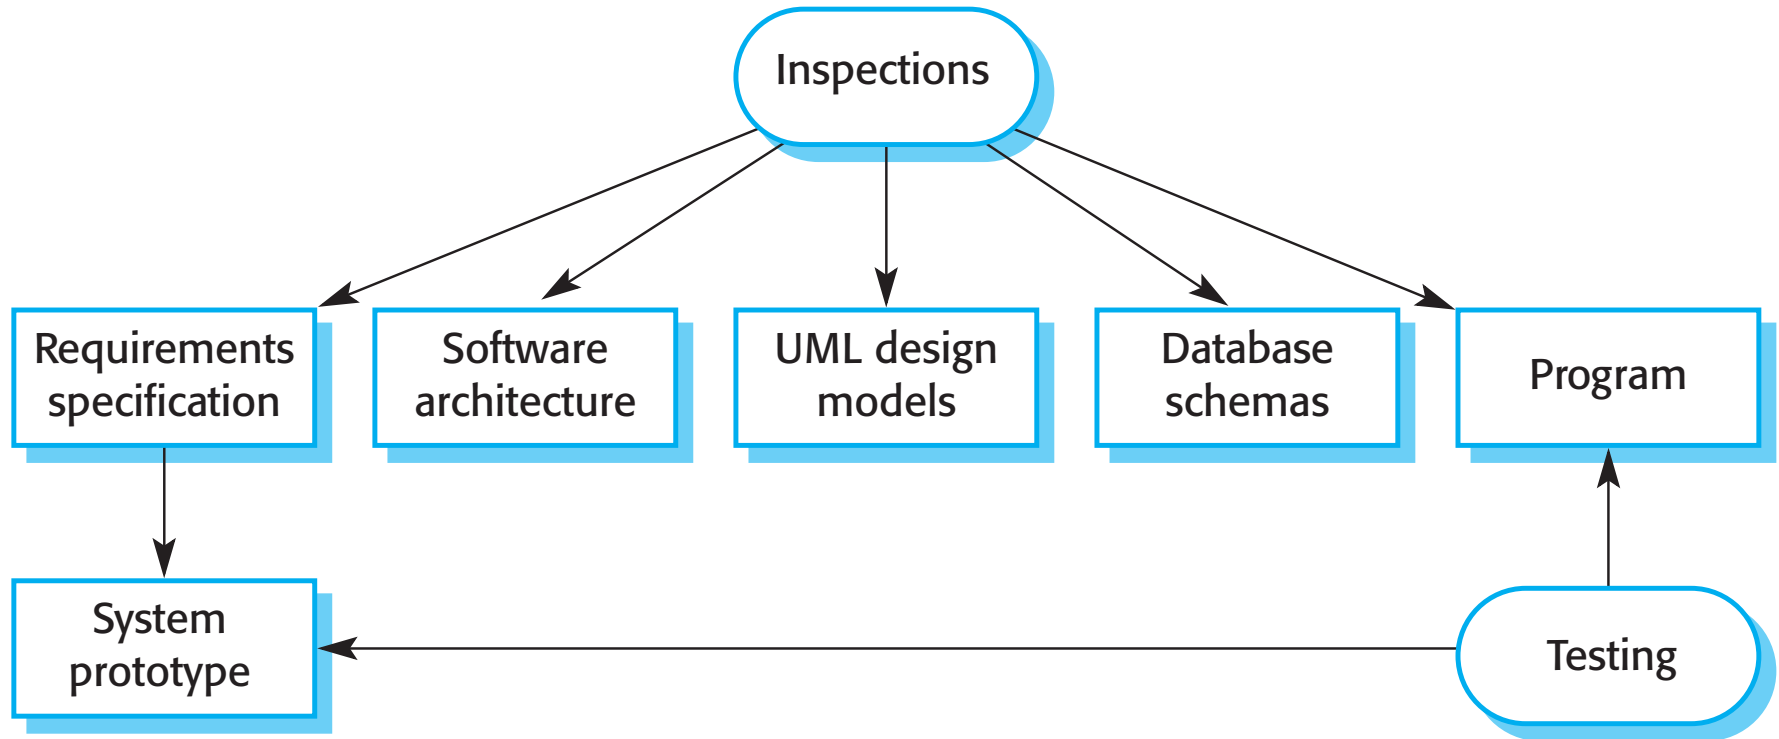 Inspections
Requirements
specification
Software
architecture
UML design
models
Database
schemas
Program
System
prototype
Testing